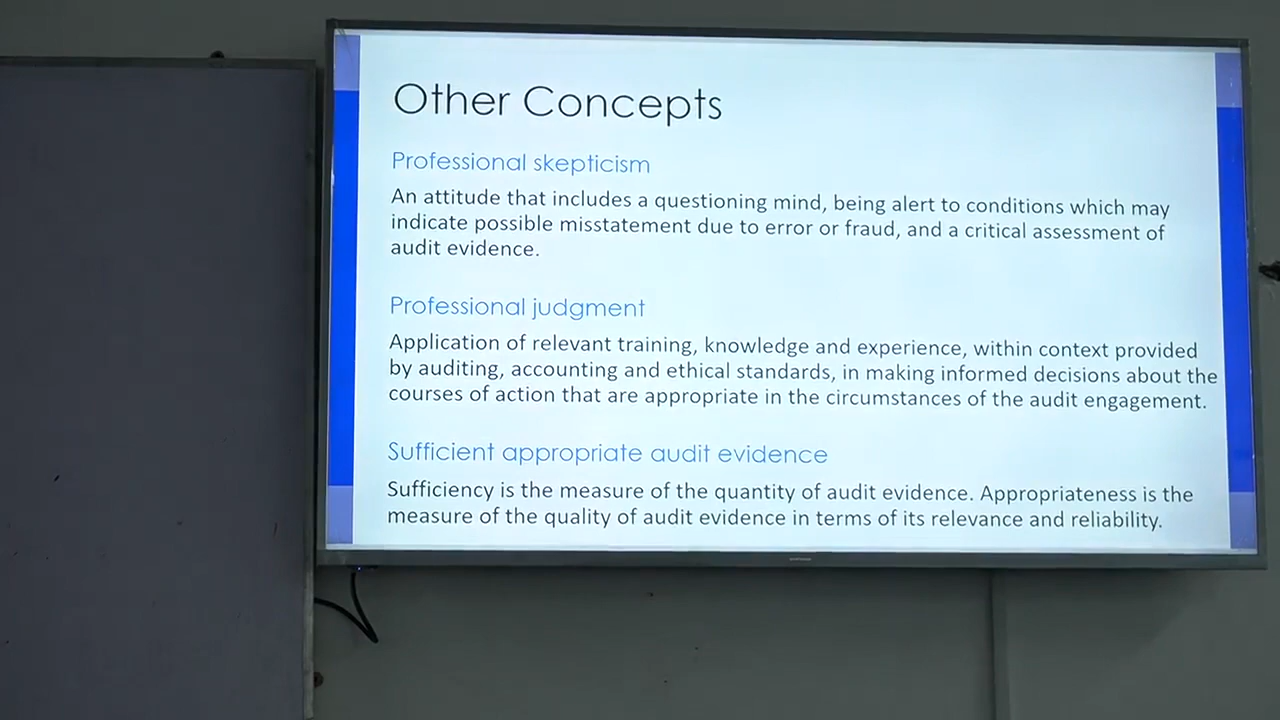 Other Concepts
Professional skepticism
An attitude that includes a questioning mind, being alert to conditions which may
indicate possible misstatement due to error or fraud, and a critical assessment of
audit evidence.
Professional judgment
Application of relevant training, knowledge and experience, within context provided
by auditing, accounting and ethical standards, in making informed decisions about the
courses of action that are appropriate in the circumstances of the audit engagement.
Sufficient appropriate audit evidence
Sufficiency is the measure of the quantity of audit evidence. Appropriateness is the
measure of the quality of audit evidence in terms of its relevance and reliability.